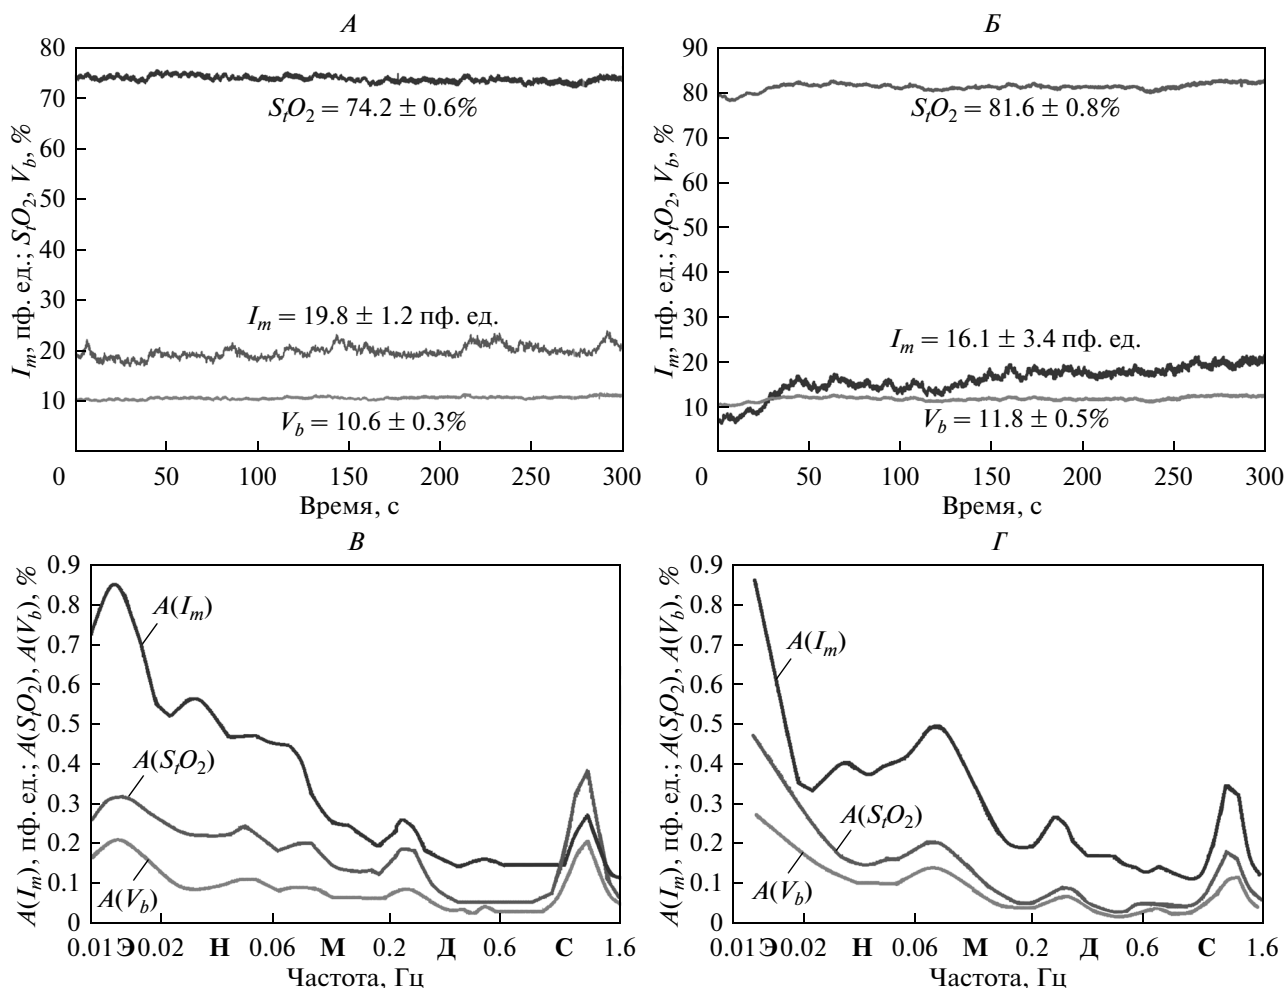 А
Б
80
70
60
50
40
30
20
10
0
I_m, пф. ед.; S_tO_2, V_b, %
S_tO_2 = 74.2 ± 0.6%
I_m = 19.8 ± 1.2 пф. ед.
V_b = 10.6 ± 0.3%
50
100
150
200
250
300
Время, с
90
80
70
60
50
40
30
20
10
0
I_m, пф. ед.; S_tO_2, V_b, %
S_tO_2 = 81.6 ± 0.8%
I_m = 16.1 ± 3.4 пф. ед.
V_b = 11.8 ± 0.5%
50
100
150
200
250
300
Время, с
В
Г
0.9
0.8
0.7
0.6
0.5
0.4
0.3
0.2
0.1
0
A(I_m), пф. ед.; A(S_tO_2), A(V_b), %
A(I_m)
A(S_tO_2)
A(V_b)
0.01 Э 0.02 Н 0.06 М 0.2 Д 0.6 С 1.6
Частота, Гц
0.9
0.8
0.7
0.6
0.5
0.4
0.3
0.2
0.1
0
A(I_m), пф. ед.; A(S_tO_2), A(V_b), %
A(I_m)
A(S_tO_2)
A(V_b)
0.01 Э 0.02 Н 0.06 М 0.2 Д 0.6 С 1.6
Частота, Гц